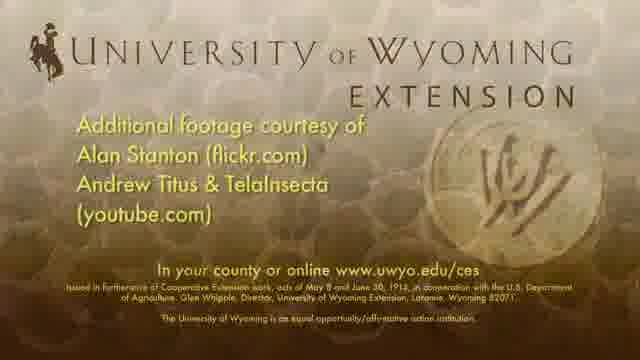 UNIVERSITY OF WYOMING
EXTENSION
Additional footage courtesy of
Alan Stanton (flickr.com)
Andrew Titus & TelaInsecta
(youtube.com)
In your county or online www.uwyo.edu/ces
Issued in furtherance of Cooperative Extension work, acts of May 8 and June 30, 1914, in cooperation with the U.S. Department
of Agriculture. Glen Whipple, Director, University of Wyoming Extension, Laramie, Wyoming 82071.
The University of Wyoming is an equal opportunity/affirmative action institution.